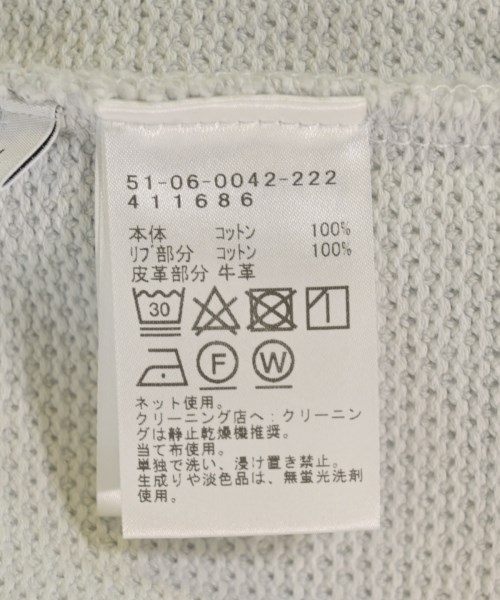 51-06-0042-222
411686
本体 コットン 100%
リブ部分 コットン 100%
皮革部分 牛革
30
F W
ネット使用。
クリーニング店へ:クリーニン
グは静止乾燥機推奨。
当て布使用。
単独で洗い、浸け置き禁止。
生成りや淡色品は、無蛍光洗剤
使用。